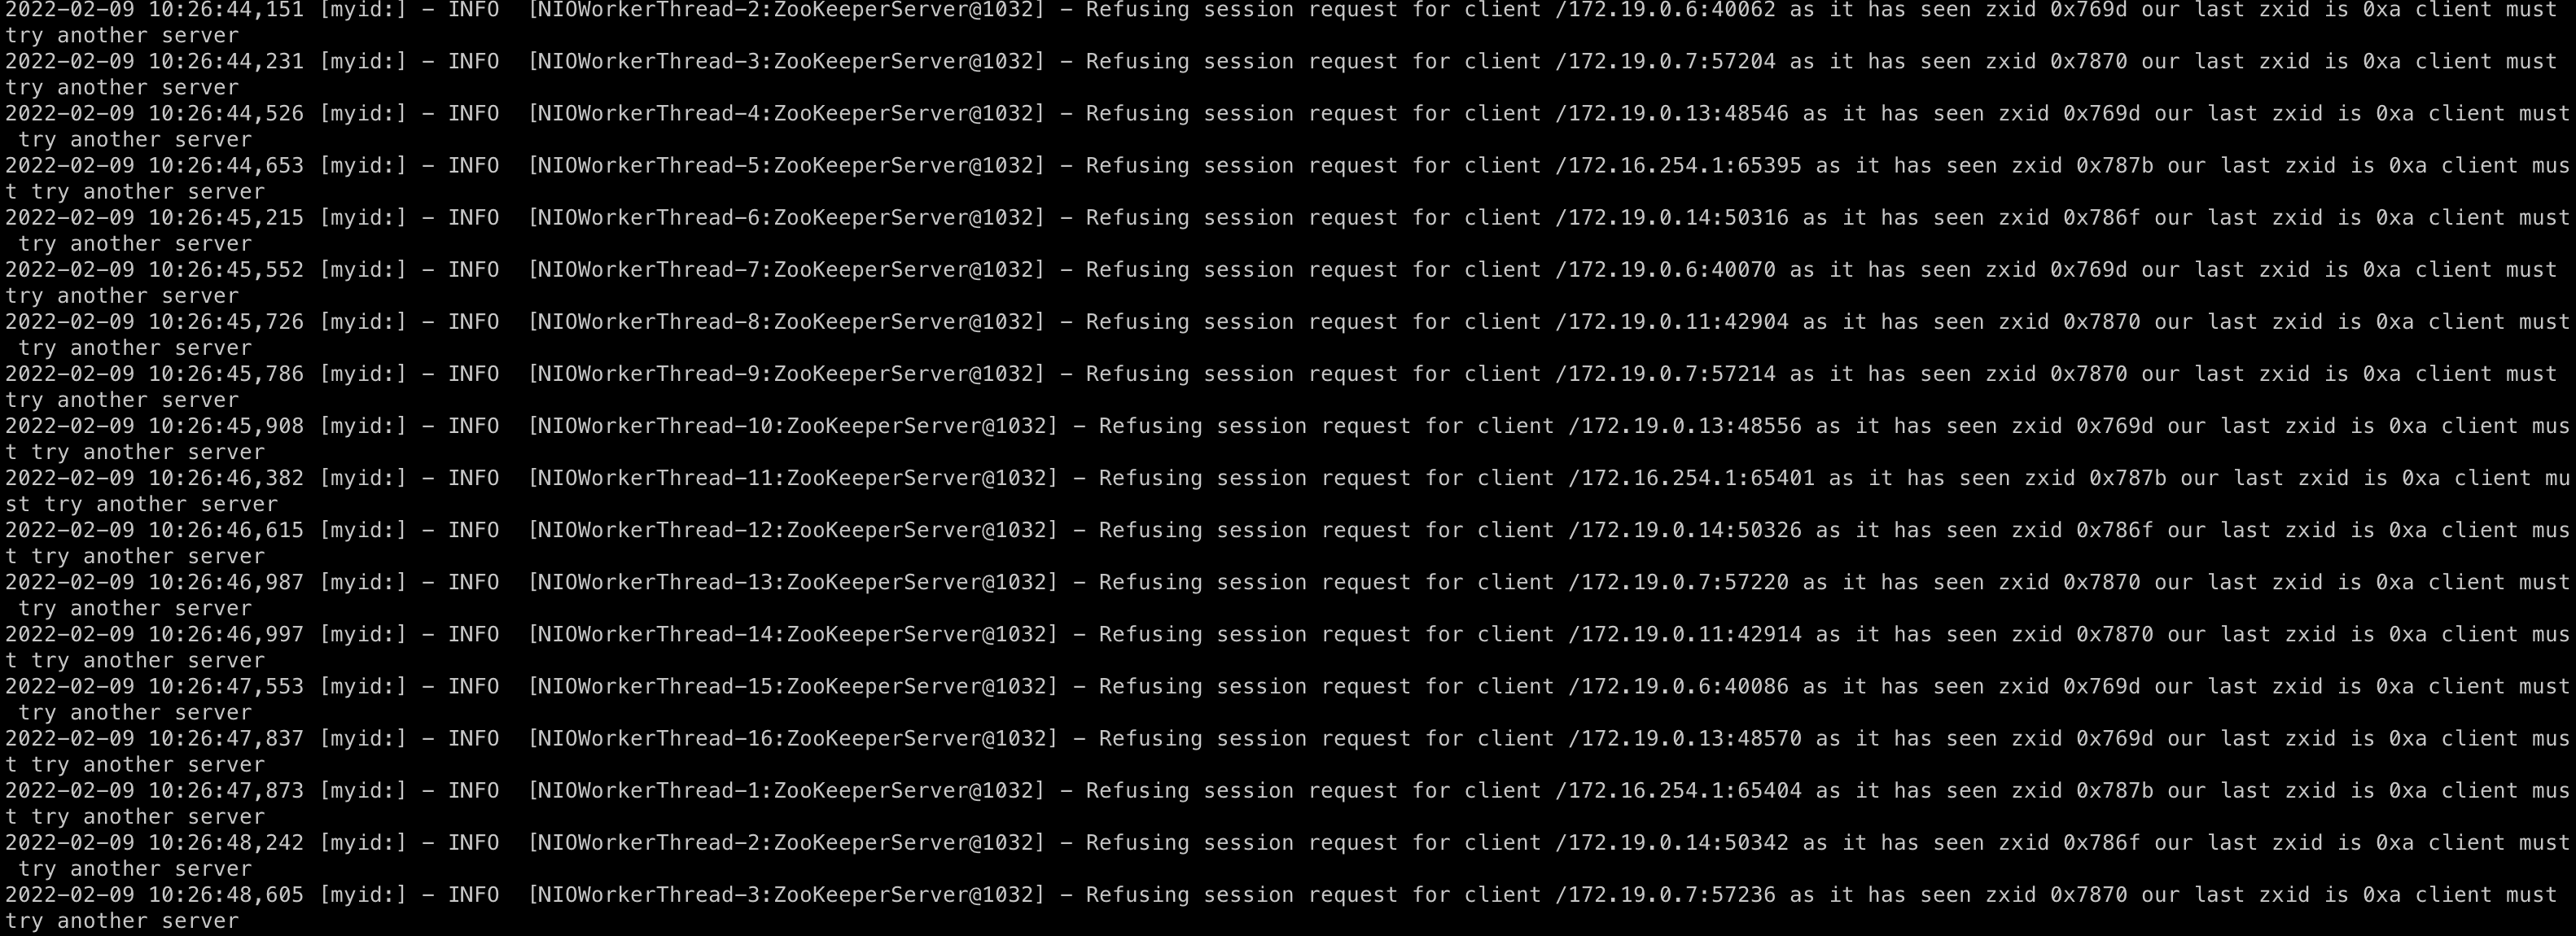 2022-02-09 10:26:44,151 [myid:] - INFO  [NIOWorkerThread-2:ZooKeeperServer@1032] - Refusing session request for client /172.19.0.6:40062 as it has seen zxid 0x769d our last zxid is 0xa client must
try another server
2022-02-09 10:26:44,231 [myid:] - INFO  [NIOWorkerThread-3:ZooKeeperServer@1032] - Refusing session request for client /172.19.0.7:57204 as it has seen zxid 0x7870 our last zxid is 0xa client must
try another server
2022-02-09 10:26:44,526 [myid:] - INFO  [NIOWorkerThread-4:ZooKeeperServer@1032] - Refusing session request for client /172.19.0.13:48546 as it has seen zxid 0x769d our last zxid is 0xa client must
 try another server
2022-02-09 10:26:44,653 [myid:] - INFO  [NIOWorkerThread-5:ZooKeeperServer@1032] - Refusing session request for client /172.16.254.1:65395 as it has seen zxid 0x787b our last zxid is 0xa client mus
t try another server
2022-02-09 10:26:45,215 [myid:] - INFO  [NIOWorkerThread-6:ZooKeeperServer@1032] - Refusing session request for client /172.19.0.14:50316 as it has seen zxid 0x786f our last zxid is 0xa client must
 try another server
2022-02-09 10:26:45,552 [myid:] - INFO  [NIOWorkerThread-7:ZooKeeperServer@1032] - Refusing session request for client /172.19.0.6:40070 as it has seen zxid 0x769d our last zxid is 0xa client must
try another server
2022-02-09 10:26:45,726 [myid:] - INFO  [NIOWorkerThread-8:ZooKeeperServer@1032] - Refusing session request for client /172.19.0.11:42904 as it has seen zxid 0x7870 our last zxid is 0xa client must
 try another server
2022-02-09 10:26:45,786 [myid:] - INFO  [NIOWorkerThread-9:ZooKeeperServer@1032] - Refusing session request for client /172.19.0.7:57214 as it has seen zxid 0x7870 our last zxid is 0xa client must
try another server
2022-02-09 10:26:45,908 [myid:] - INFO  [NIOWorkerThread-10:ZooKeeperServer@1032] - Refusing session request for client /172.19.0.13:48556 as it has seen zxid 0x769d our last zxid is 0xa client mus
t try another server
2022-02-09 10:26:46,382 [myid:] - INFO  [NIOWorkerThread-11:ZooKeeperServer@1032] - Refusing session request for client /172.16.254.1:65401 as it has seen zxid 0x787b our last zxid is 0xa client mu
st try another server
2022-02-09 10:26:46,615 [myid:] - INFO  [NIOWorkerThread-12:ZooKeeperServer@1032] - Refusing session request for client /172.19.0.14:50326 as it has seen zxid 0x786f our last zxid is 0xa client mus
t try another server
2022-02-09 10:26:46,987 [myid:] - INFO  [NIOWorkerThread-13:ZooKeeperServer@1032] - Refusing session request for client /172.19.0.7:57220 as it has seen zxid 0x7870 our last zxid is 0xa client must
 try another server
2022-02-09 10:26:46,997 [myid:] - INFO  [NIOWorkerThread-14:ZooKeeperServer@1032] - Refusing session request for client /172.19.0.11:42914 as it has seen zxid 0x7870 our last zxid is 0xa client mus
t try another server
2022-02-09 10:26:47,553 [myid:] - INFO  [NIOWorkerThread-15:ZooKeeperServer@1032] - Refusing session request for client /172.19.0.6:40086 as it has seen zxid 0x769d our last zxid is 0xa client must
 try another server
2022-02-09 10:26:47,837 [myid:] - INFO  [NIOWorkerThread-16:ZooKeeperServer@1032] - Refusing session request for client /172.19.0.13:48570 as it has seen zxid 0x769d our last zxid is 0xa client mus
t try another server
2022-02-09 10:26:47,873 [myid:] - INFO  [NIOWorkerThread-1:ZooKeeperServer@1032] - Refusing session request for client /172.16.254.1:65404 as it has seen zxid 0x787b our last zxid is 0xa client mus
t try another server
2022-02-09 10:26:48,242 [myid:] - INFO  [NIOWorkerThread-2:ZooKeeperServer@1032] - Refusing session request for client /172.19.0.14:50342 as it has seen zxid 0x786f our last zxid is 0xa client must
 try another server
2022-02-09 10:26:48,605 [myid:] - INFO  [NIOWorkerThread-3:ZooKeeperServer@1032] - Refusing session request for client /172.19.0.7:57236 as it has seen zxid 0x7870 our last zxid is 0xa client must
try another server